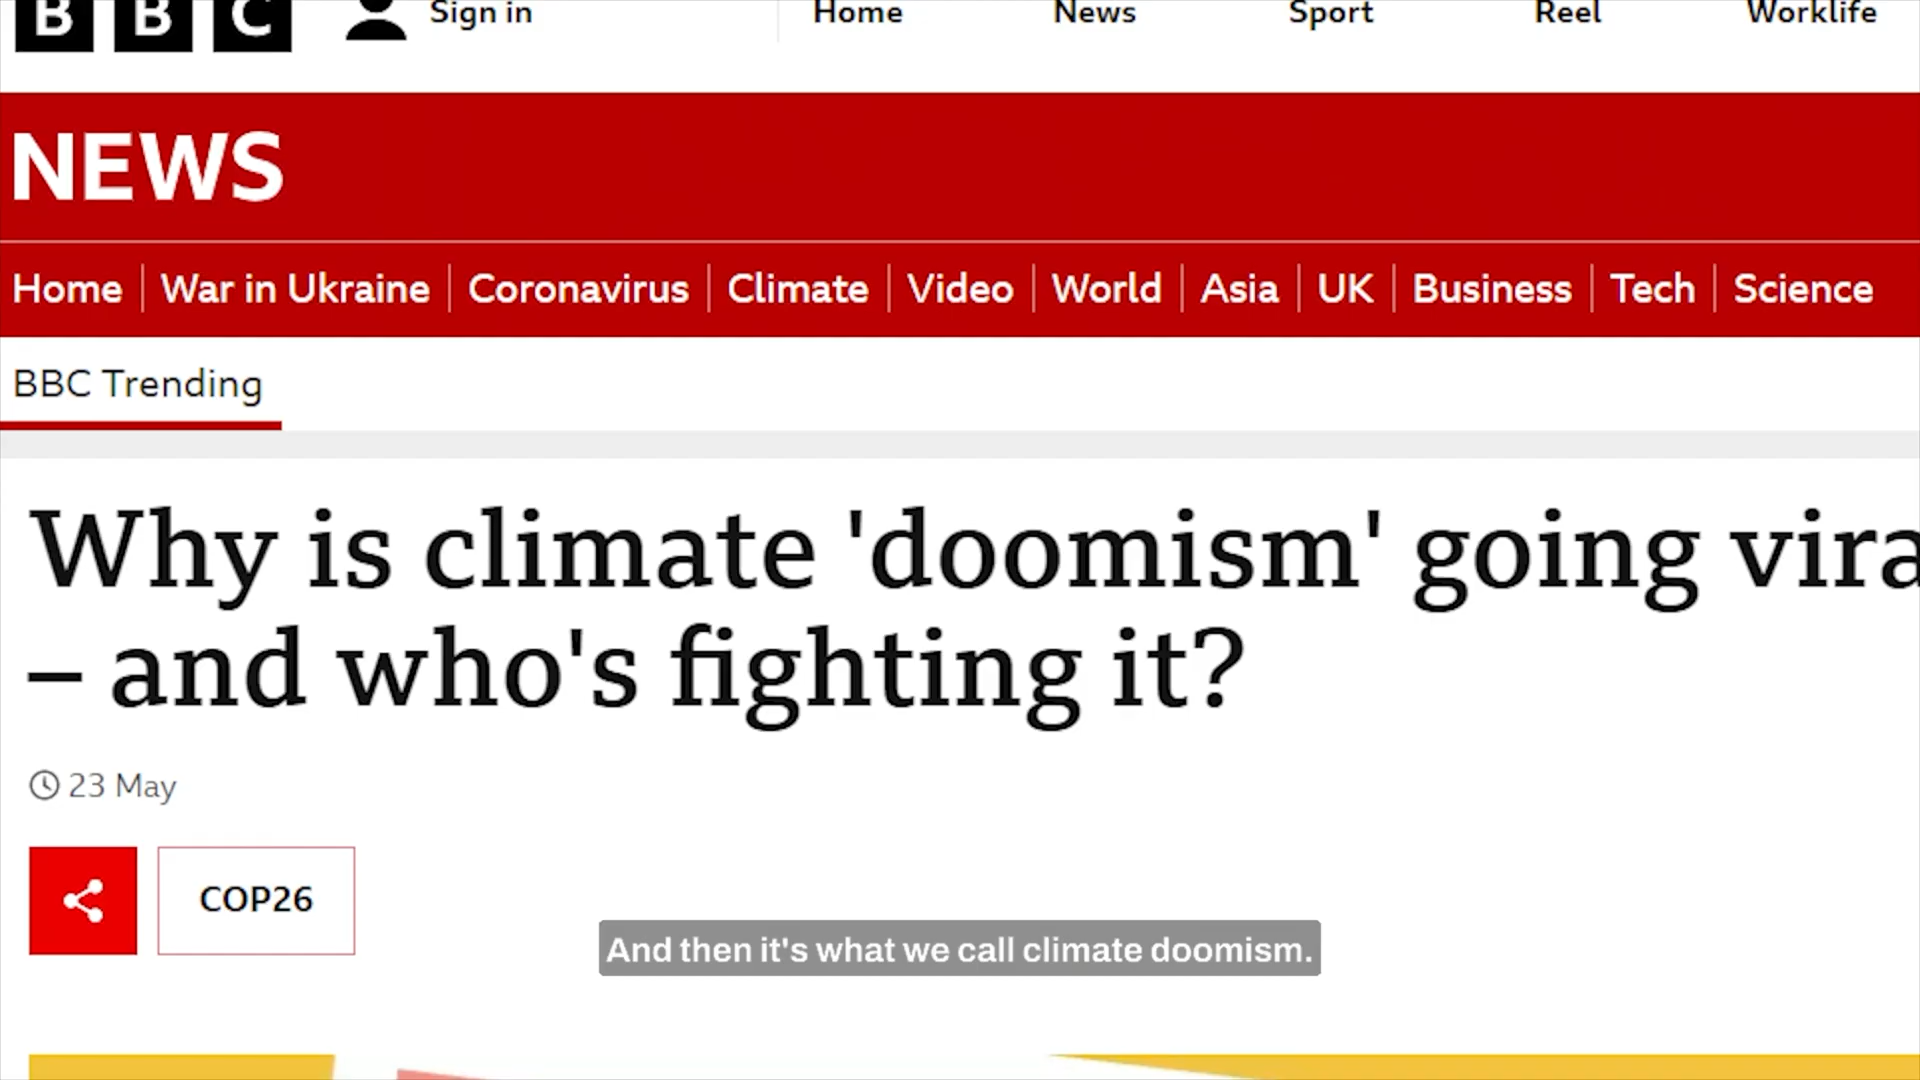 BBC Sign in Home News Sport Reel Worklife
NEWS
Home War in Ukraine Coronavirus Climate Video World Asia UK Business Tech Science
BBC Trending
Why is climate 'doomism' going vira
– and who's fighting it?
23 May
COP26
And then it's what we call climate doomism.